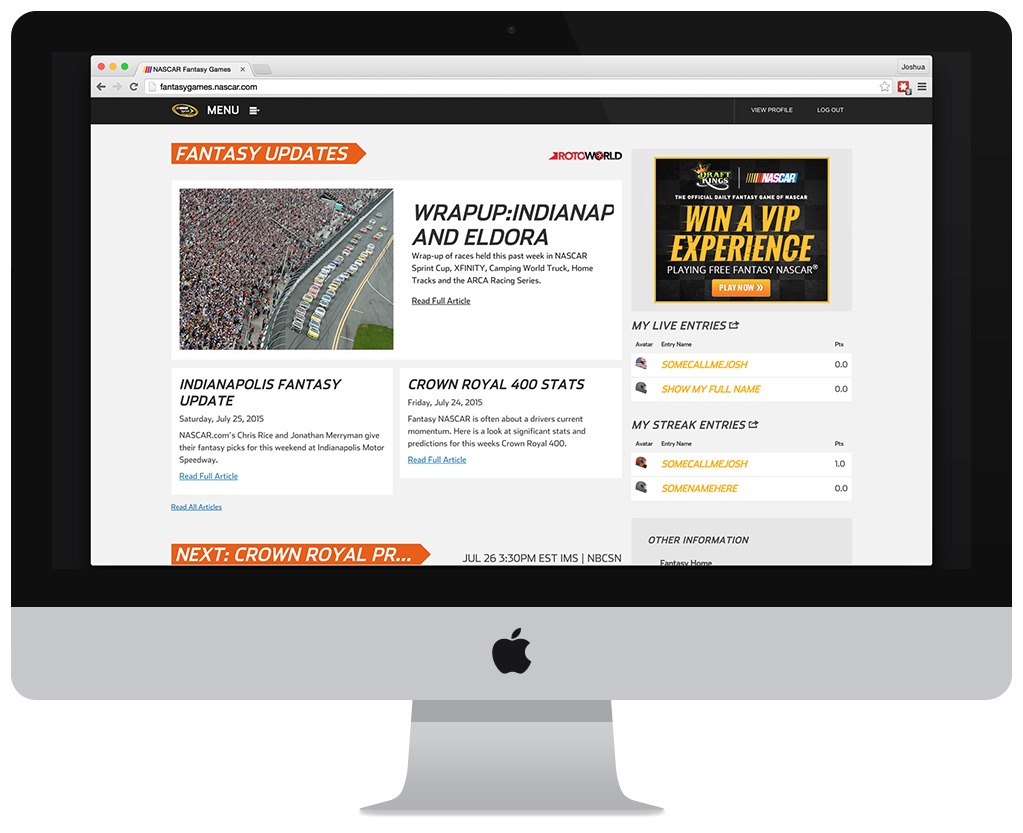 NASCAR Fantasy Games
Joshua
fantasygames.nascar.com
MENU
VIEW PROFILE
LOG OUT
FANTASY UPDATES
ROTOWORLD
WRAPUP:INDIANAP
AND ELDORA
Wrap-up of races held this past week in NASCAR
Sprint Cup, XFINITY, Camping World Truck, Home
Tracks and the ARCA Racing Series.
Read Full Article
INDIANAPOLIS FANTASY
UPDATE
Saturday, July 25, 2015
NASCAR.com's Chris Rice and Jonathan Merryman give
their fantasy picks for this weekend at Indianapolis Motor
Speedway.
Read Full Article
CROWN ROYAL 400 STATS
Friday, July 24, 2015
Fantasy NASCAR is often about a drivers current
momentum. Here is a look at significant stats and
predictions for this weeks Crown Royal 400.
Read Full Article
Read All Articles
NEXT: CROWN ROYAL PR...
JUL 26 3:30PM EST IMS | NBCSN
DRAFT
KINGS
NASCAR
THE OFFICIAL DAILY FANTASY GAME OF NASCAR
WIN A VIP
EXPERIENCE
PLAYING FREE FANTASY NASCAR®
PLAY NOW
MY LIVE ENTRIES
Avatar Entry Name Pts
SOMECALLMEJOSH 0.0
SHOW MY FULL NAME 0.0
MY STREAK ENTRIES
Avatar Entry Name Pts
SOMECALLMEJOSH 1.0
SOMENAMEHERE 0.0
OTHER INFORMATION
Fantasy Home